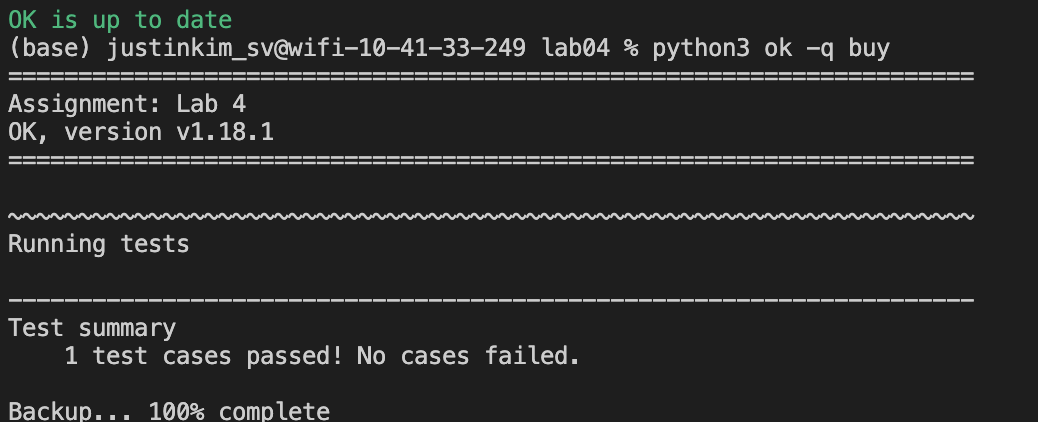 OK is up to date
(base) justinkim_sv@wifi-10-41-33-249 lab04 % python3 ok -q buy
=====================================================================
Assignment: Lab 4
OK, version v1.18.1
=====================================================================
~~~~~~~~~~~~~~~~~~~~~~~~~~~~~~~~~~~~~~~~~~~~~~~~~~~~~~~~~~~~~~~~~~~~~
Running tests
---------------------------------------------------------------------
Test summary
    1 test cases passed! No cases failed.
Backup... 100% complete